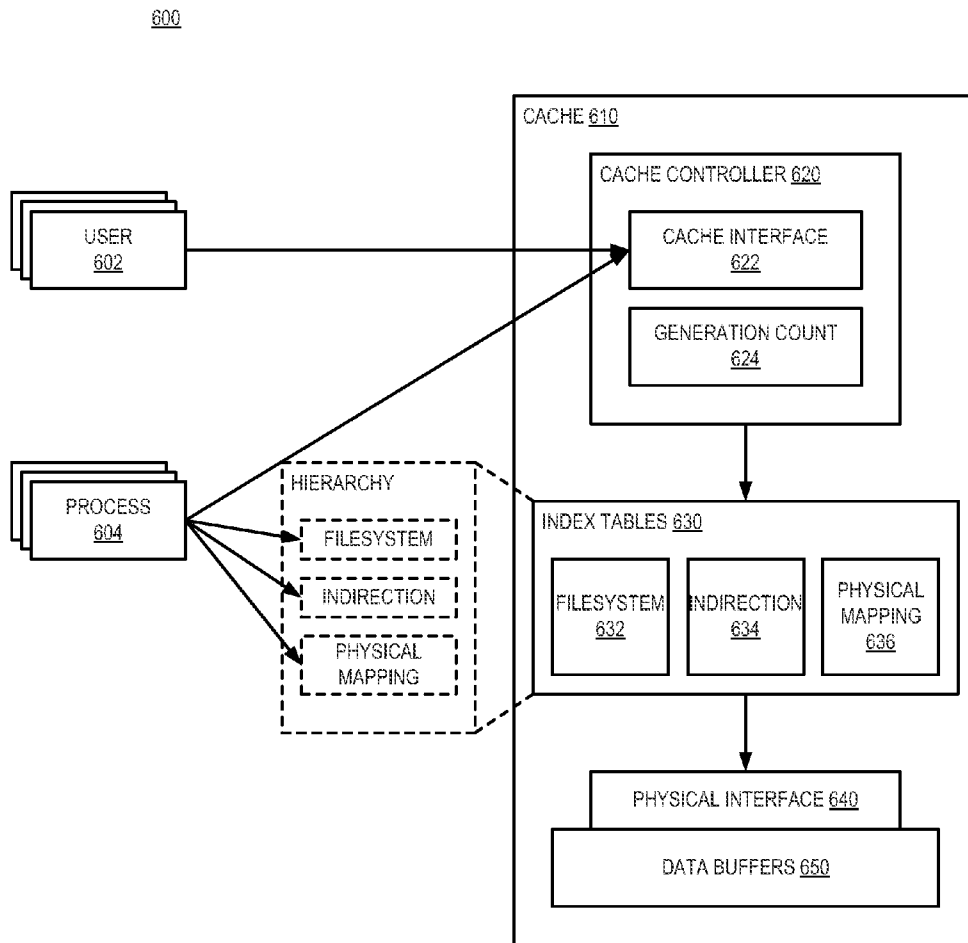 600
CACHE 610
CACHE CONTROLLER 620
USER
602
CACHE INTERFACE
622
GENERATION COUNT
624
PROCESS
604
HIERARCHY
FILESYSTEM
INDIRECTION
PHYSICAL
MAPPING
INDEX TABLES 630
FILESYSTEM
632
INDIRECTION
634
PHYSICAL
MAPPING
636
PHYSICAL INTERFACE 640
DATA BUFFERS 650